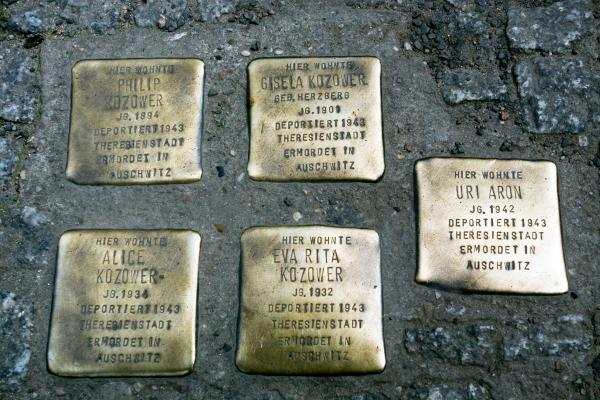 HIER WOHNTE
PHILIP
KOZOWER
JG. 1894
DEPORTIERT 1943
THERESIENSTADT
ERMORDET IN
AUSCHWITZ
HIER WOHNTE
GISELA KOZOWER
GEB. HERZBERG
JG. 1901
DEPORTIERT 1943
THERESIENSTADT
ERMORDET IN
AUSCHWITZ
HIER WOHNTE
URI ARON
JG. 1942
DEPORTIERT 1943
THERESIENSTADT
ERMORDET IN
AUSCHWITZ
HIER WOHNTE
ALICE
KOZOWER
JG. 1934
DEPORTIERT 1943
THERESIENSTADT
ERMORDET IN
AUSCHWITZ
HIER WOHNTE
EVA RITA
KOZOWER
JG. 1932
DEPORTIERT 1943
THERESIENSTADT
ERMORDET IN
AUSCHWITZ